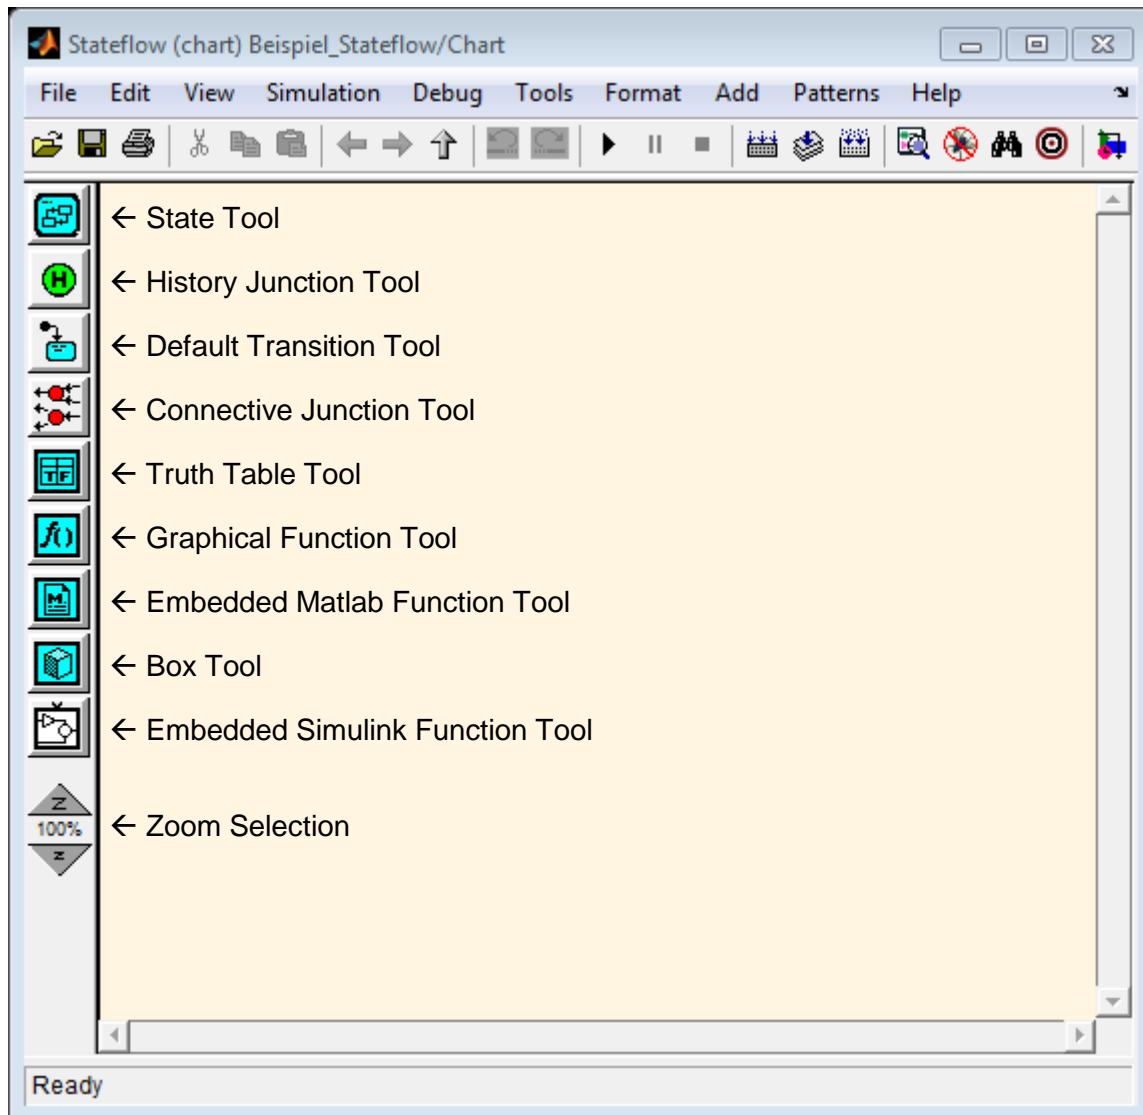 Stateflow (chart) Beispiel_Stateflow/Chart
File Edit View Simulation Debug Tools Format Add Patterns Help
← State Tool
H ← History Junction Tool
← Default Transition Tool
← Connective Junction Tool
TF ← Truth Table Tool
f() ← Graphical Function Tool
M ← Embedded Matlab Function Tool
← Box Tool
← Embedded Simulink Function Tool
Z
100% ← Zoom Selection
z
Ready